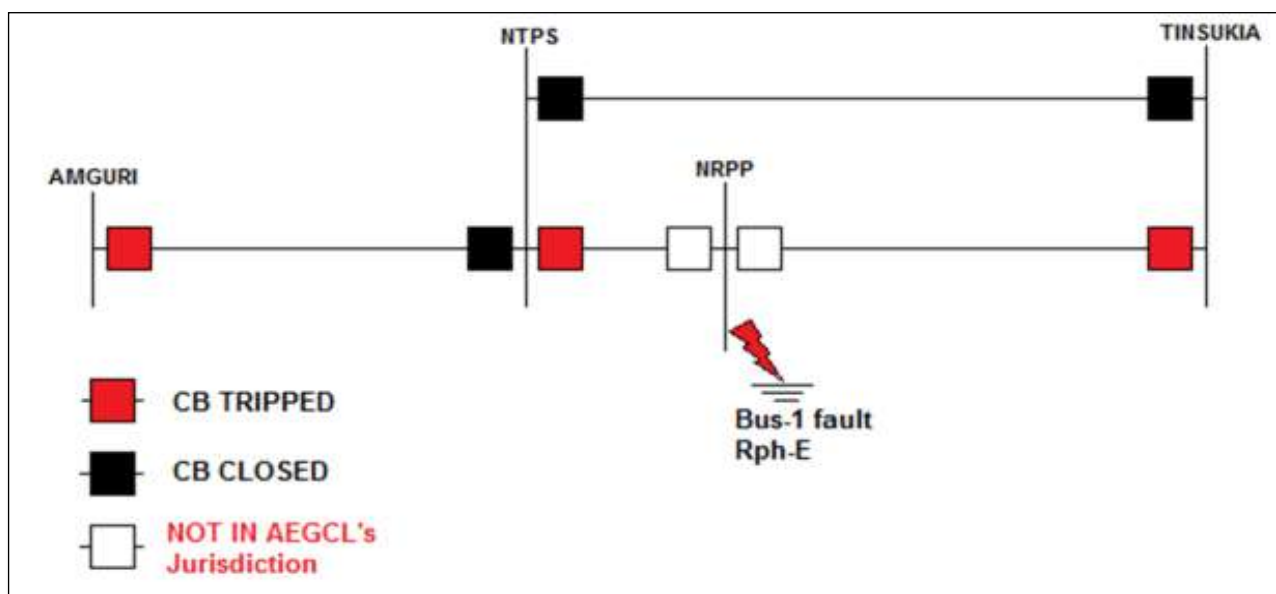 NTPS
TINSUKIA
NRPP
AMGURI
Bus-1 fault
Rph-E
CB TRIPPED
CB CLOSED
NOT IN AEGCL's
Jurisdiction